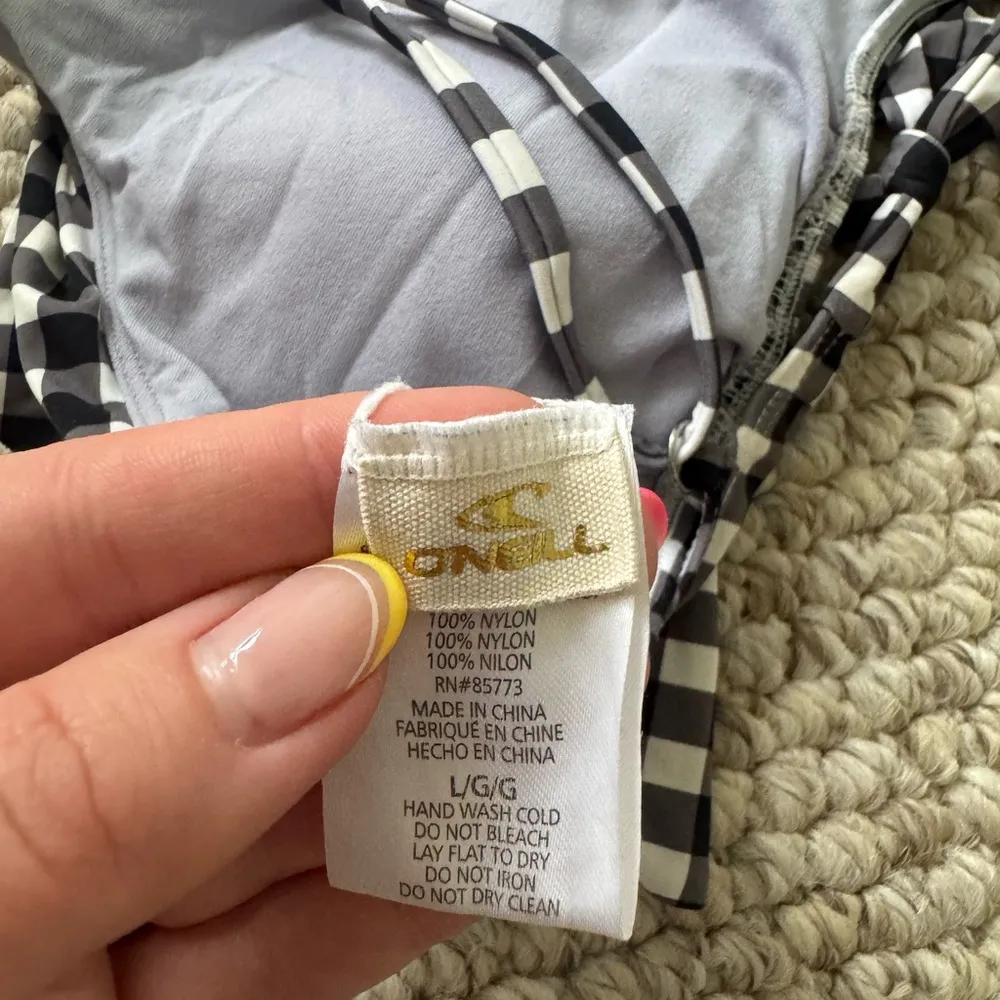 O'NEILL
100% NYLON
100% NYLON
100% NILON
RN#85773
MADE IN CHINA
FABRIQUÉ EN CHINE
HECHO EN CHINA
L/G/G
HAND WASH COLD
DO NOT BLEACH
LAY FLAT TO DRY
DO NOT IRON
DO NOT DRY CLEAN